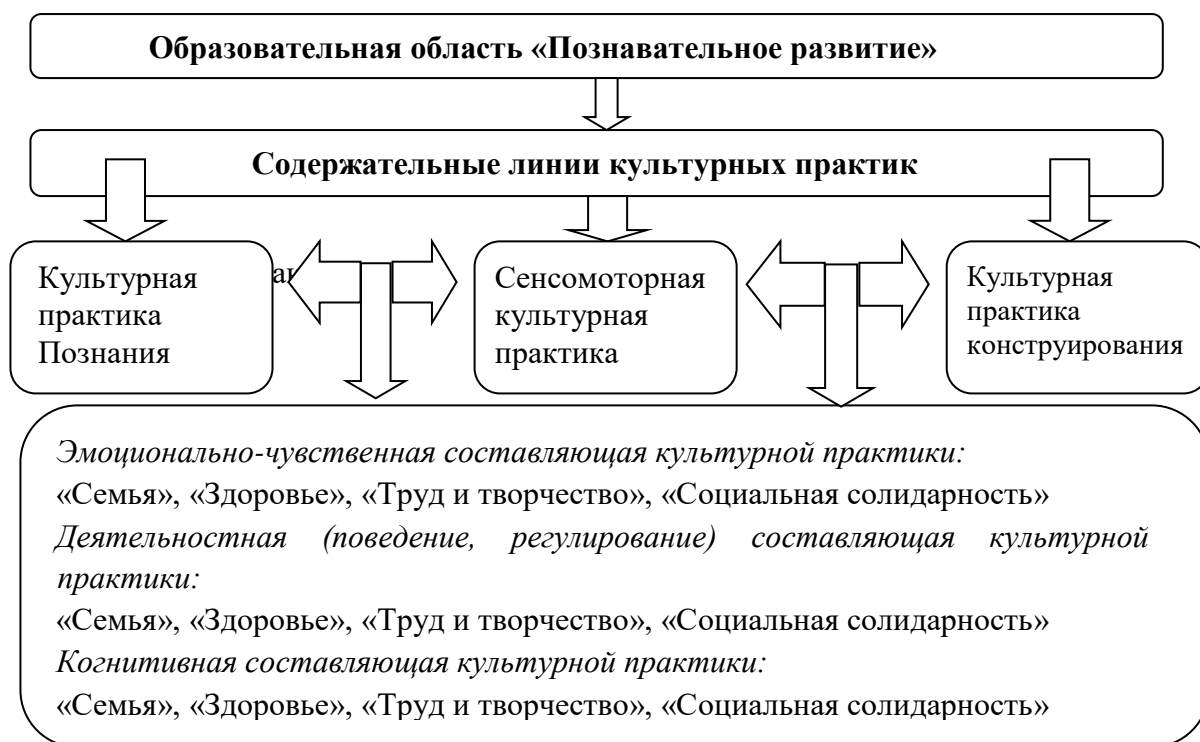 Образовательная область «Познавательное развитие»
Содержательные линии культурных практик
Культурная
практика
Познания
Сенсомоторная
культурная
практика
Культурная
практика
конструирования
Эмоционально-чувственная составляющая культурной практики:
«Семья», «Здоровье», «Труд и творчество», «Социальная солидарность»
Деятельностная (поведение, регулирование) составляющая культурной
практики:
«Семья», «Здоровье», «Труд и творчество», «Социальная солидарность»
Когнитивная составляющая культурной практики:
«Семья», «Здоровье», «Труд и творчество», «Социальная солидарность»